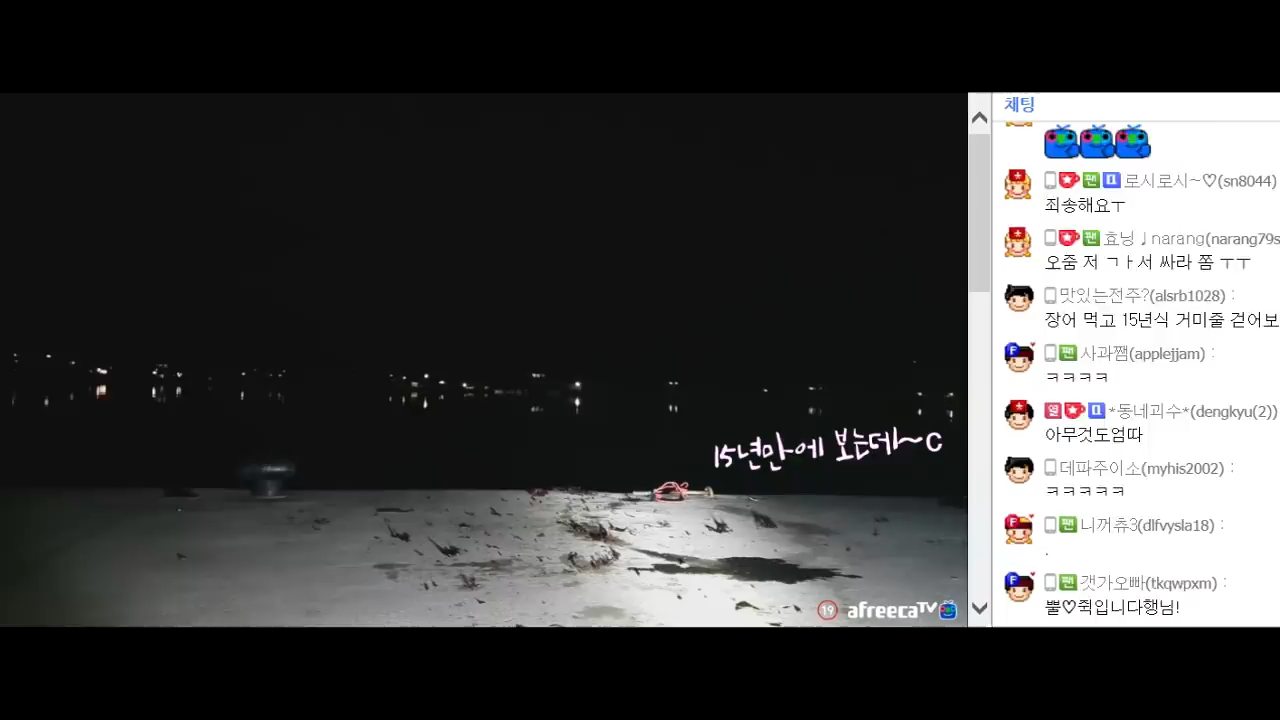 채팅
로시로시~♡(sn8044)
죄송해요ㅜ
효닝♩narang(narang79s
오줌 저 ㄱㅏ서 싸라 쫌 ㅜㅜ
맛있는전주?(alsrb1028) :
장어 먹고 15년식 거미줄 걷어보
팬 사과쨈(applejjam) :
ㅋㅋㅋㅋ
열 *동네괴수*(dengkyu(2))
아무것도엄따
데파주이소(myhis2002) :
ㅋㅋㅋㅋㅋ
팬 니꺼츄3(dlfvysla18) :
.
팬 갯가오빠(tkqwpxm) :
뿔♡쥑입니다행님!
15년만에 보는데~C
19 afreecaTV